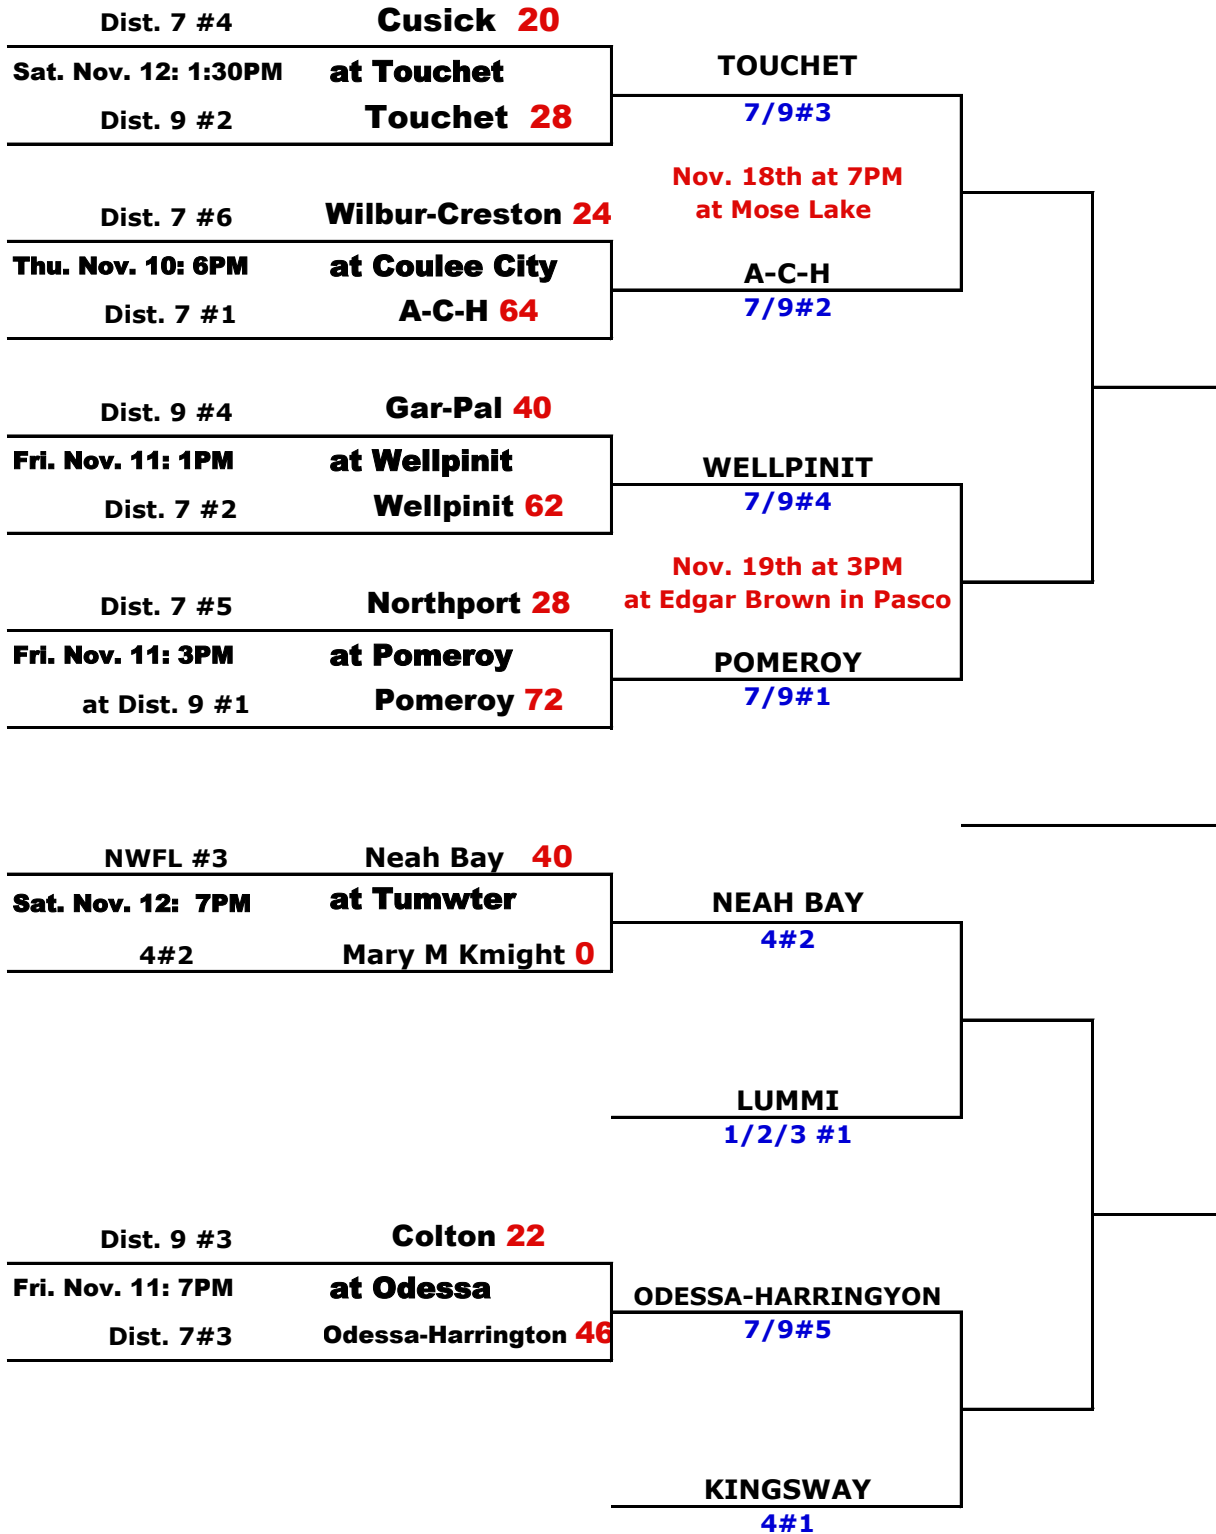 Dist. 7 #4 Cusick 20
Sat. Nov. 12: 1:30PM at Touchet
Dist. 9 #2 Touchet 28
TOUCHET
7/9#3
Nov. 18th at 7PM
at Mose Lake
Dist. 7 #6 Wilbur-Creston 24
Thu. Nov. 10: 6PM at Coulee City
Dist. 7 #1 A-C-H 64
A-C-H
7/9#2
Dist. 9 #4 Gar-Pal 40
Fri. Nov. 11: 1PM at Wellpinit
Dist. 7 #2 Wellpinit 62
WELLPINIT
7/9#4
Nov. 19th at 3PM
at Edgar Brown in Pasco
Dist. 7 #5 Northport 28
Fri. Nov. 11: 3PM at Pomeroy
at Dist. 9 #1 Pomeroy 72
POMEROY
7/9#1
NWFL #3 Neah Bay 40
Sat. Nov. 12: 7PM at Tumwter
4#2 Mary M Kmight 0
NEAH BAY
4#2
LUMMI
1/2/3 #1
Dist. 9 #3 Colton 22
Fri. Nov. 11: 7PM at Odessa
Dist. 7#3 Odessa-Harrington 46
ODESSA-HARRINGYON
7/9#5
KINGSWAY
4#1